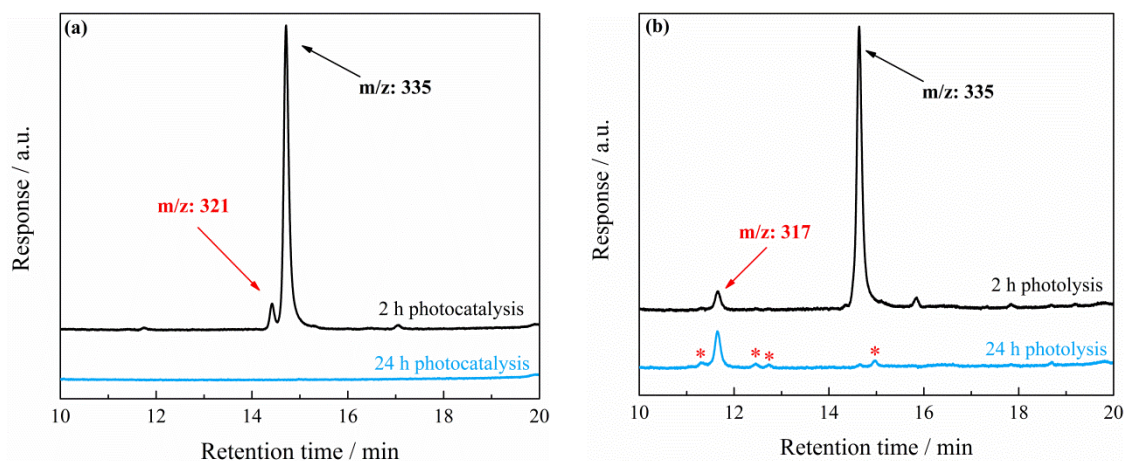 (a)
m/z: 335
m/z: 321
2 h photocatalysis
24 h photocatalysis
Response / a.u.
10 12 14 16 18 20
Retention time / min
(b)
m/z: 335
m/z: 317
2 h photolysis
* * * *
24 h photolysis
Response / a.u.
10 12 14 16 18 20
Retention time / min